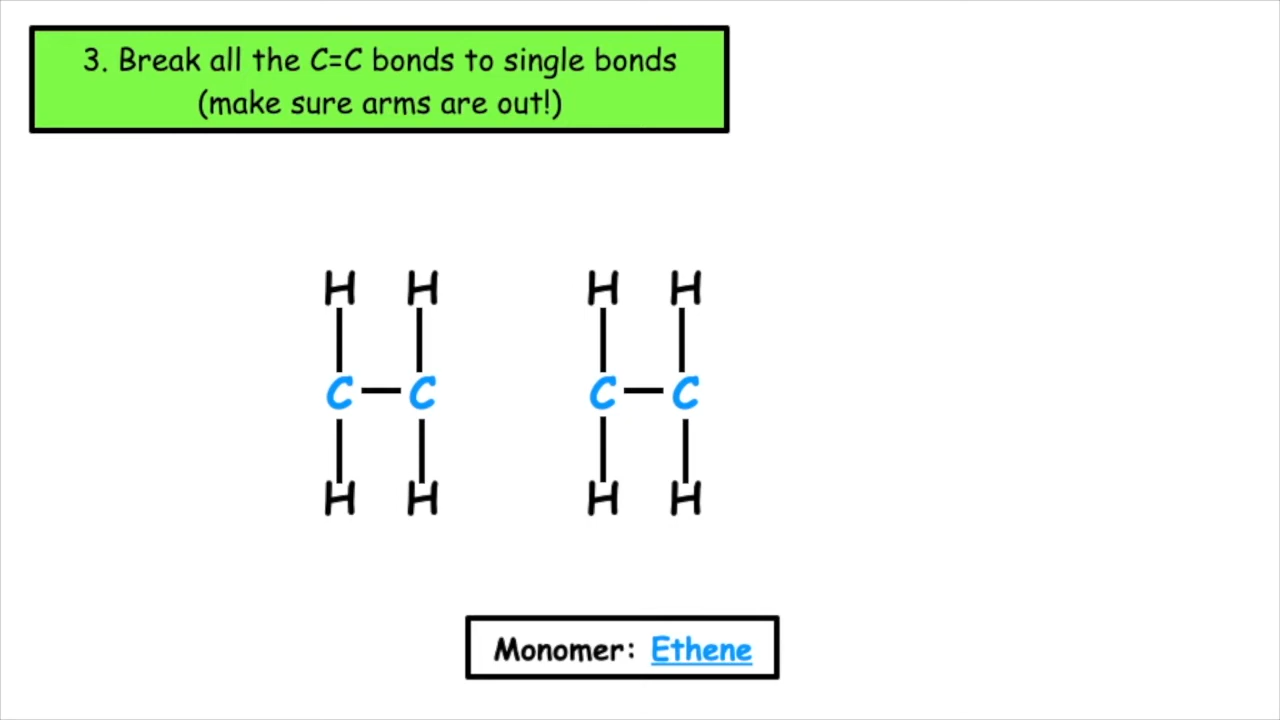 3. Break all the C=C bonds to single bonds
(make sure arms are out!)
H H H H
C C C C
H H H H
Monomer: Ethene